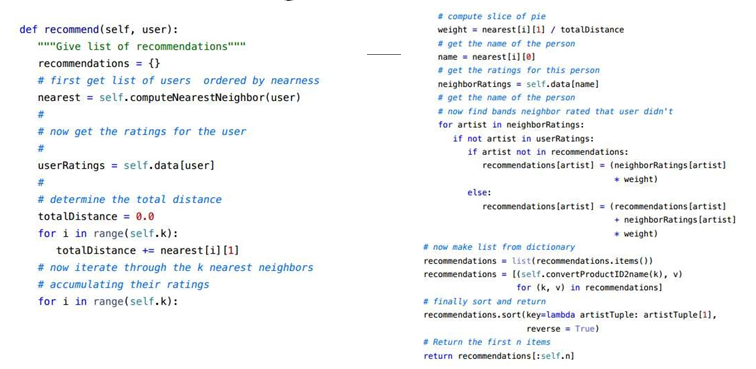 def recommend(self, user):
"""Give list of recommendations"""
recommendations = {}
# first get list of users  ordered by nearness
nearest = self.computeNearestNeighbor(user)
#
# now get the ratings for the user
#
userRatings = self.data[user]
#
# determine the total distance
totalDistance = 0.0
for i in range(self.k):
totalDistance += nearest[i][1]
# now iterate through the k nearest neighbors
# accumulating their ratings
for i in range(self.k):
# compute slice of pie
weight = nearest[i][1] / totalDistance
# get the name of the person
name = nearest[i][0]
# get the ratings for this person
neighborRatings = self.data[name]
# get the name of the person
# now find bands neighbor rated that user didn't
for artist in neighborRatings:
if not artist in userRatings:
if artist not in recommendations:
recommendations[artist] = (neighborRatings[artist]
* weight)
else:
recommendations[artist] = (recommendations[artist]
+ neighborRatings[artist]
* weight)
# now make list from dictionary
recommendations = list(recommendations.items())
recommendations = [(self.convertProductID2name(k), v)
for (k, v) in recommendations]
# finally sort and return
recommendations.sort(key=lambda artistTuple: artistTuple[1],
reverse = True)
# Return the first n items
return recommendations[:self.n]